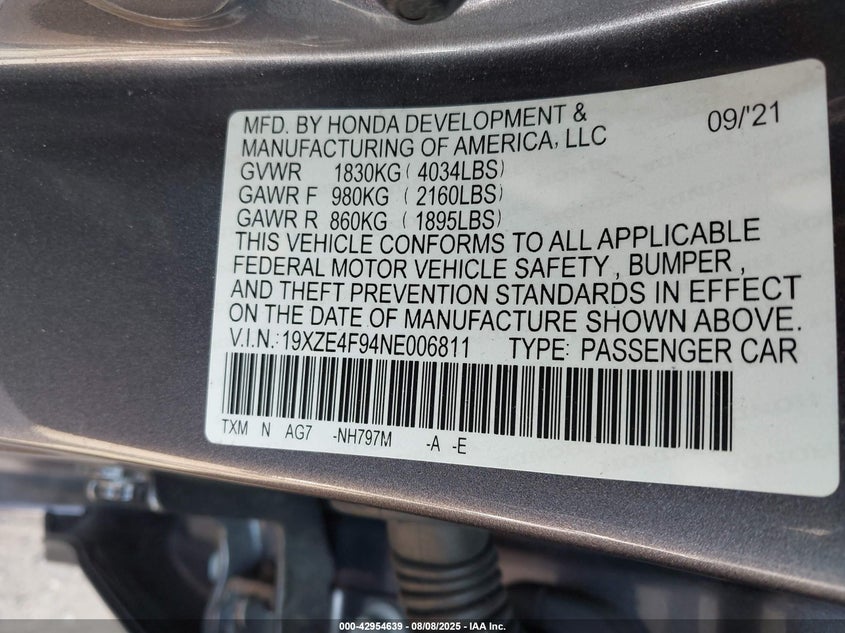 MFD. BY HONDA DEVELOPMENT & 09/'21
MANUFACTURING OF AMERICA, LLC
GVWR 1830KG ( 4034LBS)
GAWR F 980KG ( 2160LBS)
GAWR R 860KG ( 1895LBS)
THIS VEHICLE CONFORMS TO ALL APPLICABLE
FEDERAL MOTOR VEHICLE SAFETY , BUMPER ,
AND THEFT PREVENTION STANDARDS IN EFFECT
ON THE DATE OF MANUFACTURE SHOWN ABOVE.
V.I.N.:19XZE4F94NE006811 TYPE: PASSENGER CAR
TXM N AG7 -NH797M -A -E
000-42954639 - 08/08/2025 - IAA Inc.